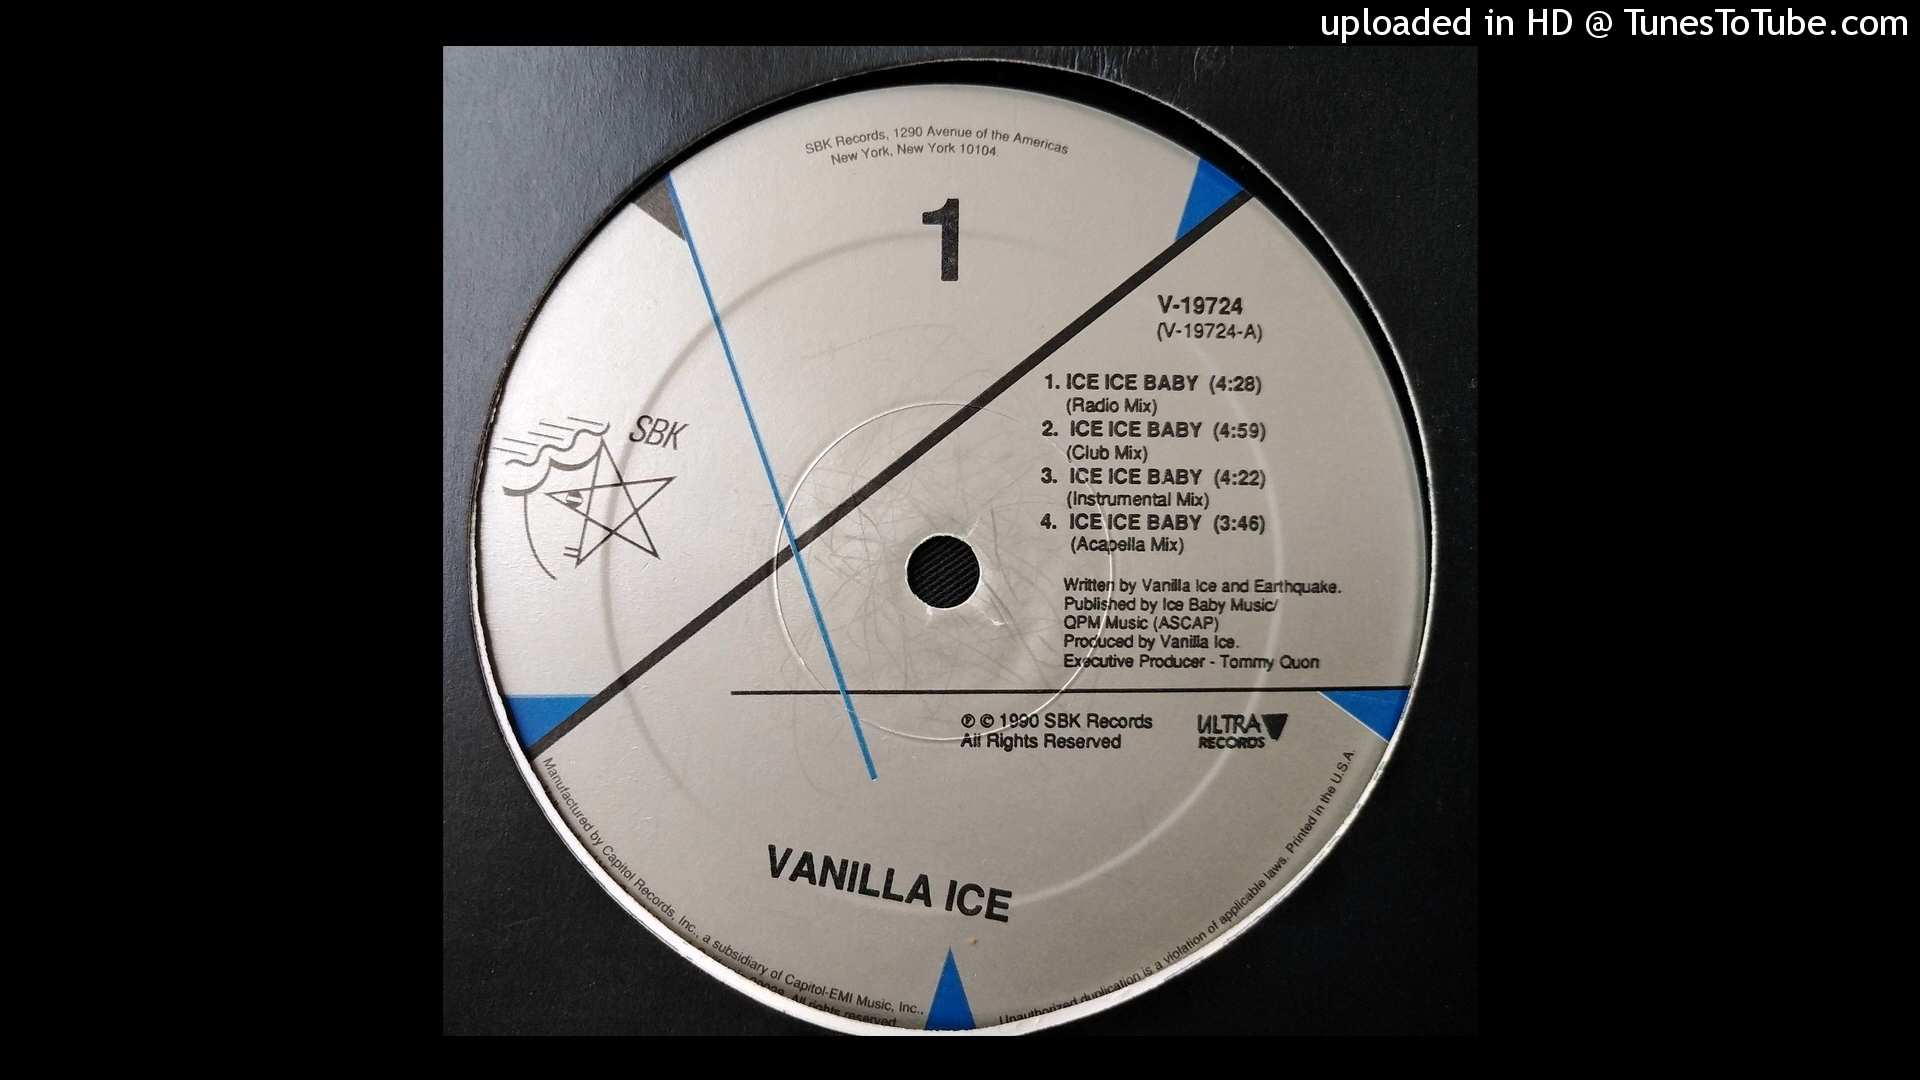 uploaded in HD @ TunesToTube.com
SBK Records, 1290 Avenue of the Americas
New York, New York 10104
1
V-19724
(V-19724-A)
1. ICE ICE BABY (4:28)
(Radio Mix)
2. ICE ICE BABY (4:59)
(Club Mix)
3. ICE ICE BABY (4:22)
(Instrumental Mix)
4. ICE ICE BABY (3:46)
(Acapella Mix)
SBK
Written by Vanilla Ice and Earthquake.
Published by Ice Baby Music/
QPM Music (ASCAP)
Produced by Vanilla Ice.
Executive Producer - Tommy Quon
℗ © 1990 SBK Records
All Rights Reserved
ULTRA
RECORDS
VANILLA ICE
Manufactured by Capitol Records, Inc., a subsidiary of Capitol-EMI Music, Inc.,
All rights reserved.
Unauthorized duplication is a violation of applicable laws. Printed in the U.S.A.